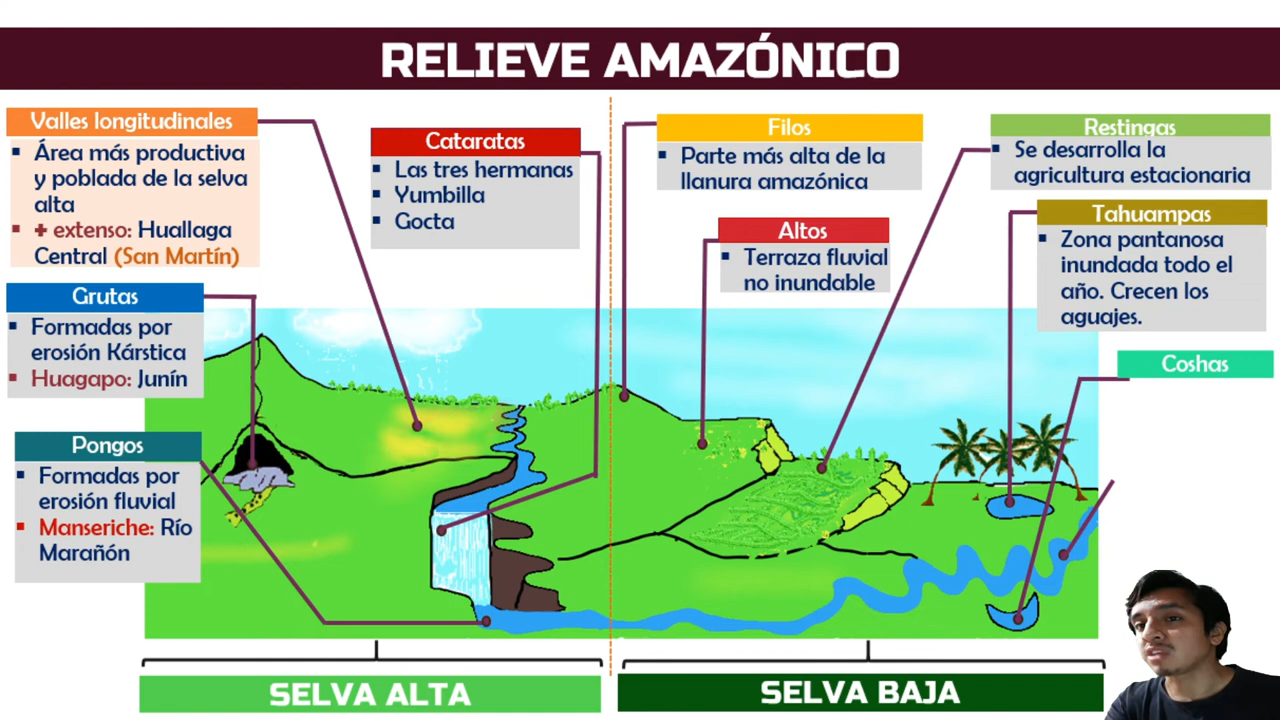 RELIEVE AMAZÓNICO
Valles longitudinales
▪ Área más productiva
y poblada de la selva
alta
▪ + extenso: Huallaga
Central (San Martín)
Grutas
▪ Formadas por
erosión Kárstica
▪ Huagapo: Junín
Pongos
▪ Formadas por
erosión fluvial
▪ Manseriche: Río
Marañón
Cataratas
▪ Las tres hermanas
▪ Yumbilla
▪ Gocta
Filos
▪ Parte más alta de la
llanura amazónica
Altos
▪ Terraza fluvial
no inundable
Restingas
▪ Se desarrolla la
agricultura estacionaria
Tahuampas
▪ Zona pantanosa
inundada todo el
año. Crecen los
aguajes.
Coshas
SELVA ALTA
SELVA BAJA